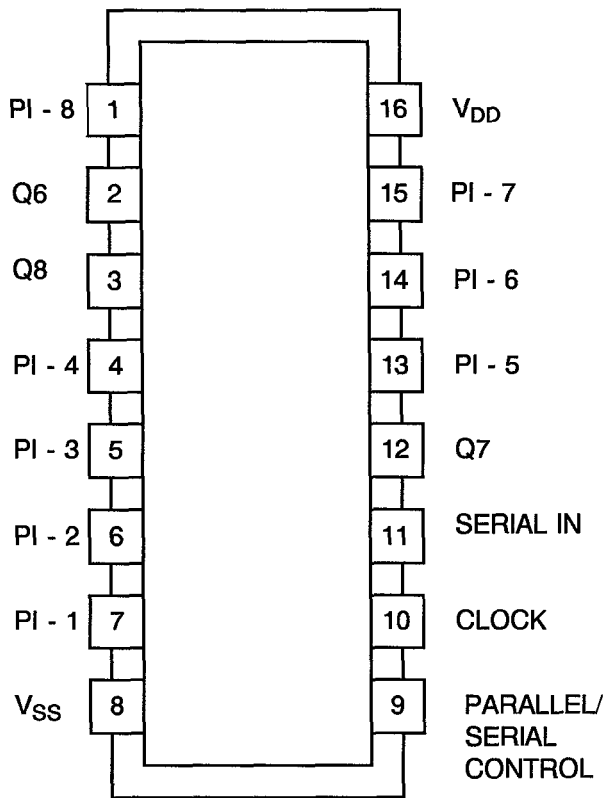 PI - 8 1 16 VDD
Q6 2 15 PI - 7
Q8 3 14 PI - 6
PI - 4 4 13 PI - 5
PI - 3 5 12 Q7
PI - 2 6 11 SERIAL IN
PI - 1 7 10 CLOCK
VSS 8 9 PARALLEL/
SERIAL
CONTROL